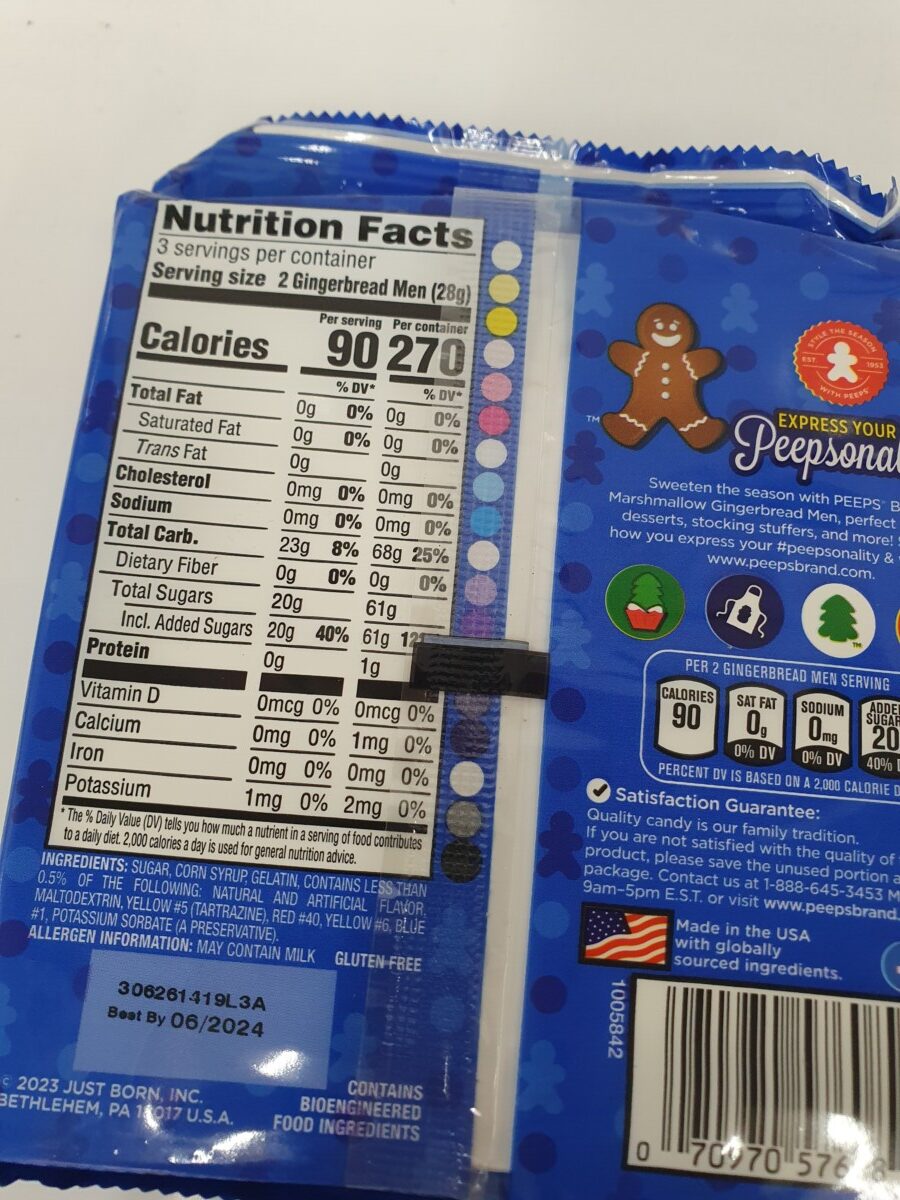 Nutrition Facts
3 servings per container
Serving size 2 Gingerbread Men (28g)
Per serving Per container
Calories 90 270
% DV* % DV*
Total Fat 0g 0% 0g 0%
Saturated Fat 0g 0% 0g 0%
Trans Fat 0g 0g
Cholesterol 0mg 0% 0mg 0%
Sodium 0mg 0% 0mg 0%
Total Carb. 23g 8% 68g 25%
Dietary Fiber 0g 0% 0g 0%
Total Sugars 20g 61g
Incl. Added Sugars 20g 40% 61g
Protein 0g 1g
Vitamin D 0mcg 0% 0mcg 0%
Calcium 0mg 0% 1mg 0%
Iron 0mg 0% 0mg 0%
Potassium 1mg 0% 2mg 0%
* The % Daily Value (DV) tells you how much a nutrient in a serving of food contributes
to a daily diet. 2,000 calories a day is used for general nutrition advice.
INGREDIENTS: SUGAR, CORN SYRUP, GELATIN, CONTAINS LESS THAN
0.5% OF THE FOLLOWING: NATURAL AND ARTIFICIAL FLAVOR,
MALTODEXTRIN, YELLOW #5 (TARTRAZINE), RED #40, YELLOW #6, BLUE
#1, POTASSIUM SORBATE (A PRESERVATIVE).
ALLERGEN INFORMATION: MAY CONTAIN MILK GLUTEN FREE
306261419L3A
Best By 06/2024
© 2023 JUST BORN, INC.
BETHLEHEM, PA 18017 U.S.A.
CONTAINS
BIOENGINEERED
FOOD INGREDIENTS
STYLE THE SEASON
EST. 1953
WITH PEEPS
TM
EXPRESS YOUR
Sweeten the season with PEEPS®
Marshmallow Gingerbread Men, perfect
desserts, stocking stuffers, and more!
how you express your #peepsonality &
www.peepsbrand.com.
TM
PER 2 GINGERBREAD MEN SERVING
CALORIES 90
SAT FAT 0g 0% DV
SODIUM 0mg 0% DV
20 40%
PERCENT DV IS BASED ON A 2,000 CALORIE
Satisfaction Guarantee:
Quality candy is our family tradition.
If you are not satisfied with the quality of
product, please save the unused portion
package. Contact us at 1-888-645-3453
9am–5pm E.S.T. or visit www.peepsbrand.
Made in the USA
with globally
sourced ingredients.
1005842
0 70970 576